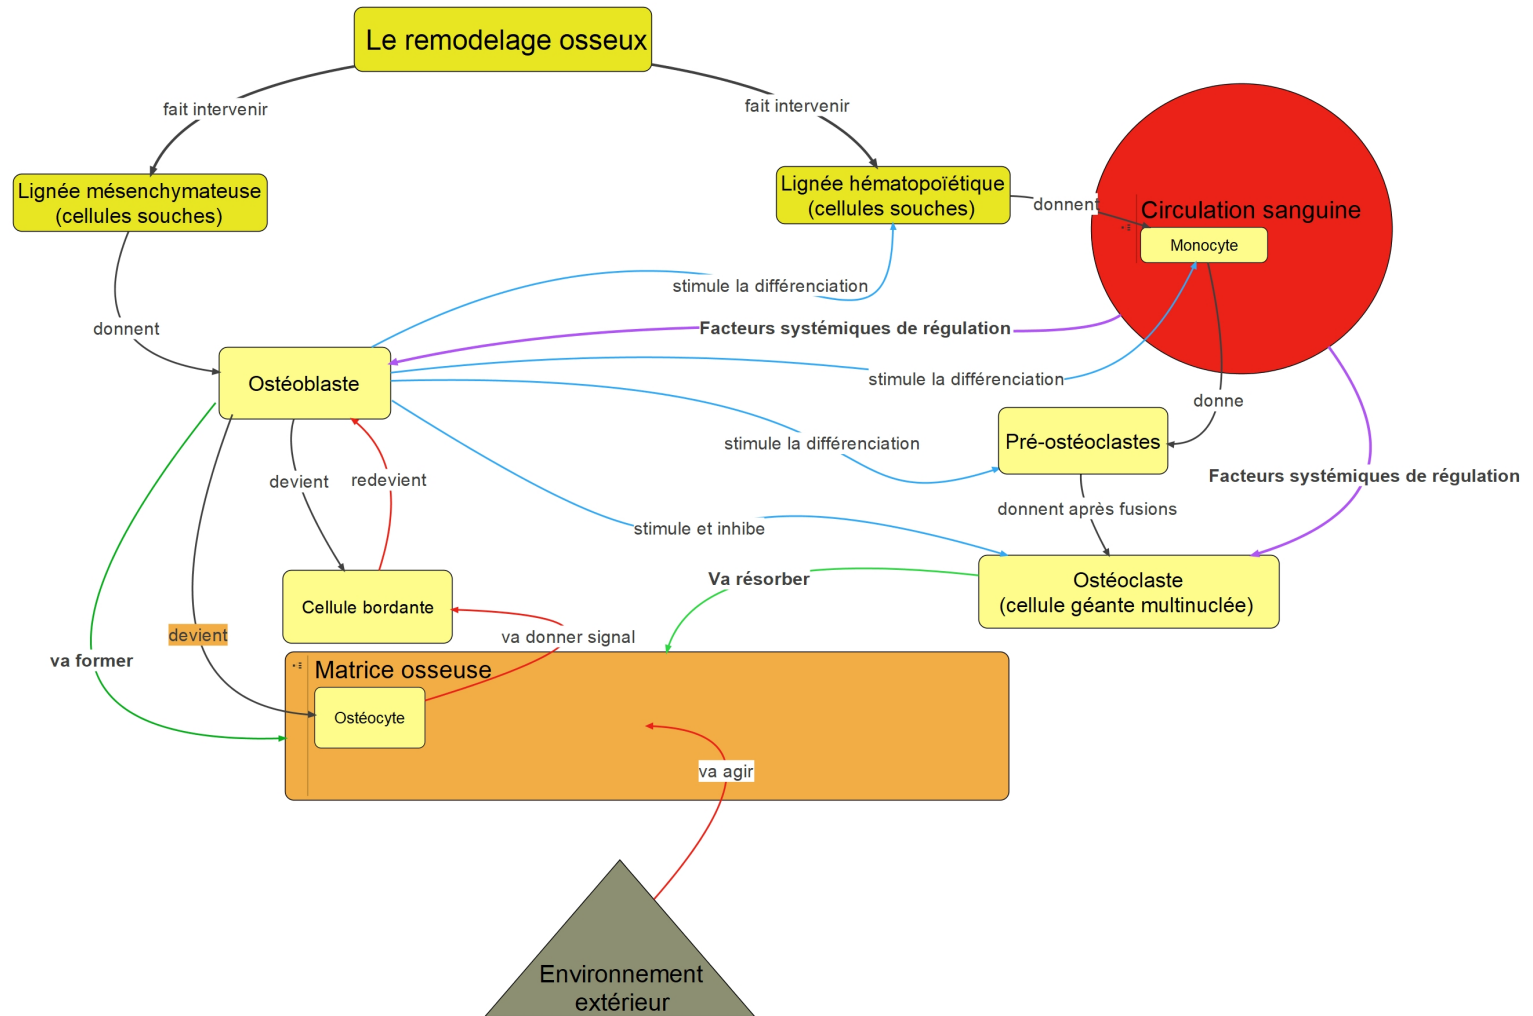 Le remodelage osseux
fait intervenir
fait intervenir
Lignée mésenchymateuse
(cellules souches)
Lignée hématopoïétique
(cellules souches)
donnent
Circulation sanguine
Monocyte
stimule la différenciation
donnent
Facteurs systémiques de régulation
Ostéoblaste
stimule la différenciation
donne
stimule la différenciation
Pré-ostéoclastes
devient
redevient
Facteurs systémiques de régulation
donnent après fusions
stimule et inhibe
Va résorber
Ostéoclaste
(cellule géante multinuclée)
Cellule bordante
devient
va donner signal
va former
Matrice osseuse
Ostéocyte
va agir
Environnement
extérieur